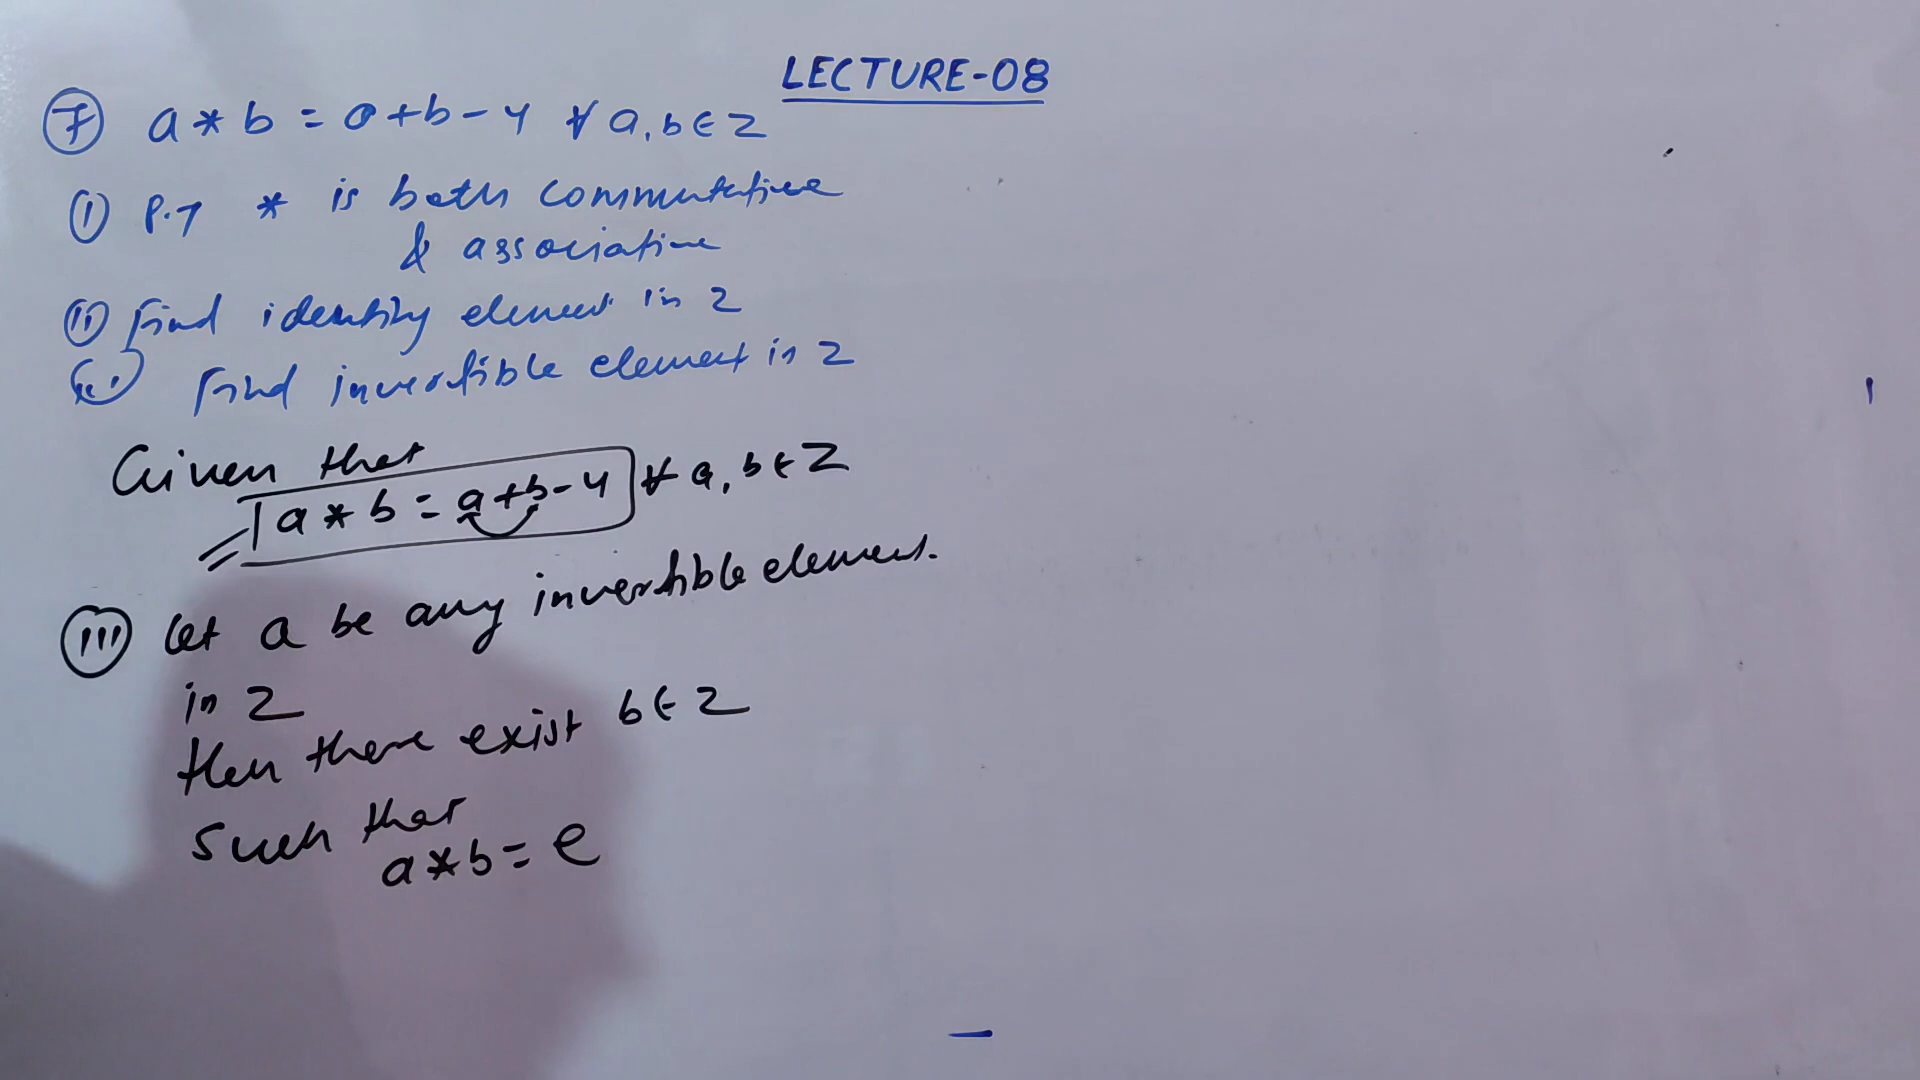 LECTURE-08
⑦ a * b = a+b-4 ∀ a, b ∈ Z
(i) P.T * is both commutative
& associative
(ii) Find identity element in Z
(iii) Find invertible element in Z
Given that
a * b = a+b-4 ∀ a, b ∈ Z
(iii) let a be any invertible element.
in Z
then there exist b ∈ Z
Such that
a * b = e